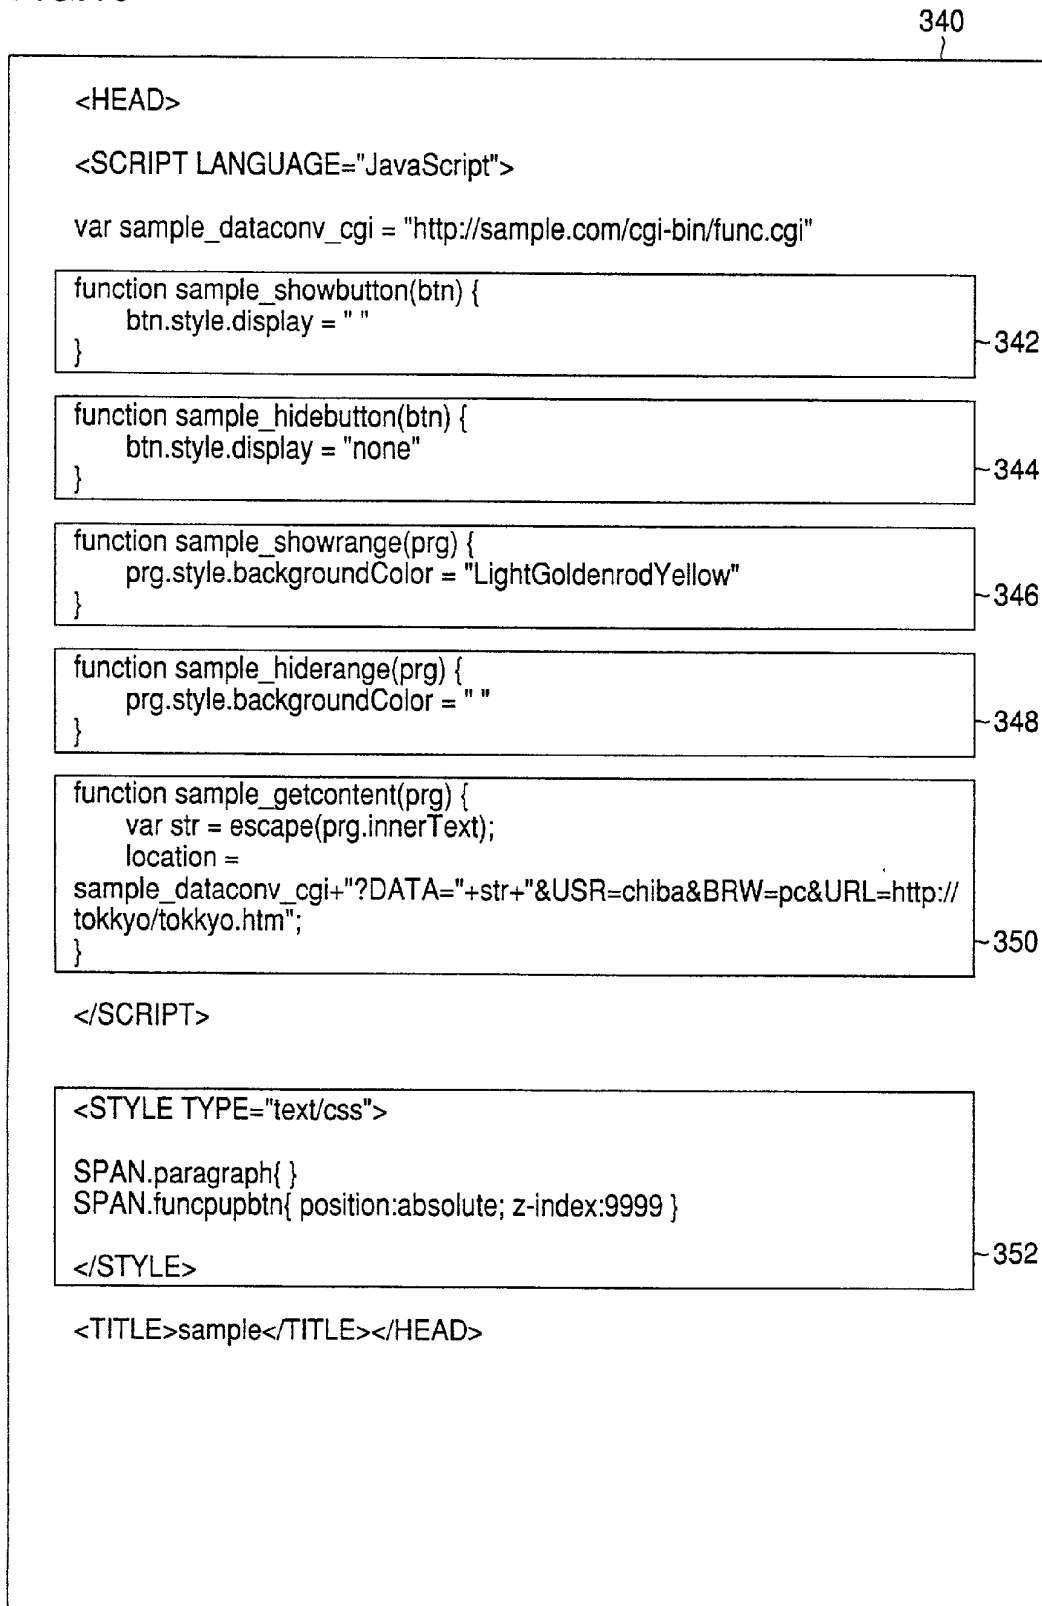 340
<HEAD>
<SCRIPT LANGUAGE="JavaScript">
var sample_dataconv_cgi = "http://sample.com/cgi-bin/func.cgi"
function sample_showbutton(btn) {
btn.style.display = " "
}
342
function sample_hidebutton(btn) {
btn.style.display = "none"
}
344
function sample_showrange(prg) {
prg.style.backgroundColor = "LightGoldenrodYellow"
}
346
function sample_hiderange(prg) {
prg.style.backgroundColor = " "
}
348
function sample_getcontent(prg) {
var str = escape(prg.innerText);
location =
sample_dataconv_cgi+"?DATA="+str+"&USR=chiba&BRW=pc&URL=http://
tokkyo/tokkyo.htm";
}
350
</SCRIPT>
<STYLE TYPE="text/css">
SPAN.paragraph{ }
SPAN.funcpupbtn{ position:absolute; z-index:9999 }
</STYLE>
352
<TITLE>sample</TITLE></HEAD>